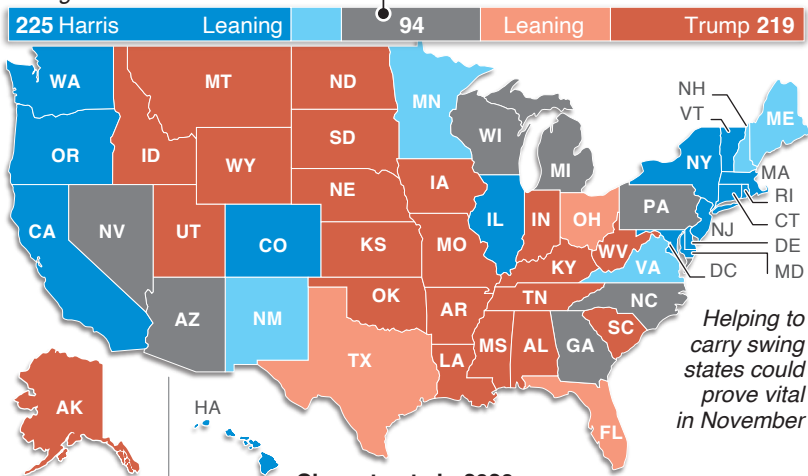 225 Harris Leaning 94 Leaning Trump 219
WA
MT
ND
MN
NH
VT
ME
OR
ID
SD
WI
MI
NY
MA
RI
CT
WY
IA
NE
PA
NJ
DE
MD
DC
CA
NV
UT
CO
IL
IN
OH
WV
VA
KS
MO
KY
AZ
NM
OK
AR
TN
NC
SC
TX
LA
MS
AL
GA
FL
Helping to
carry swing
states could
prove vital
in November
AK
HA